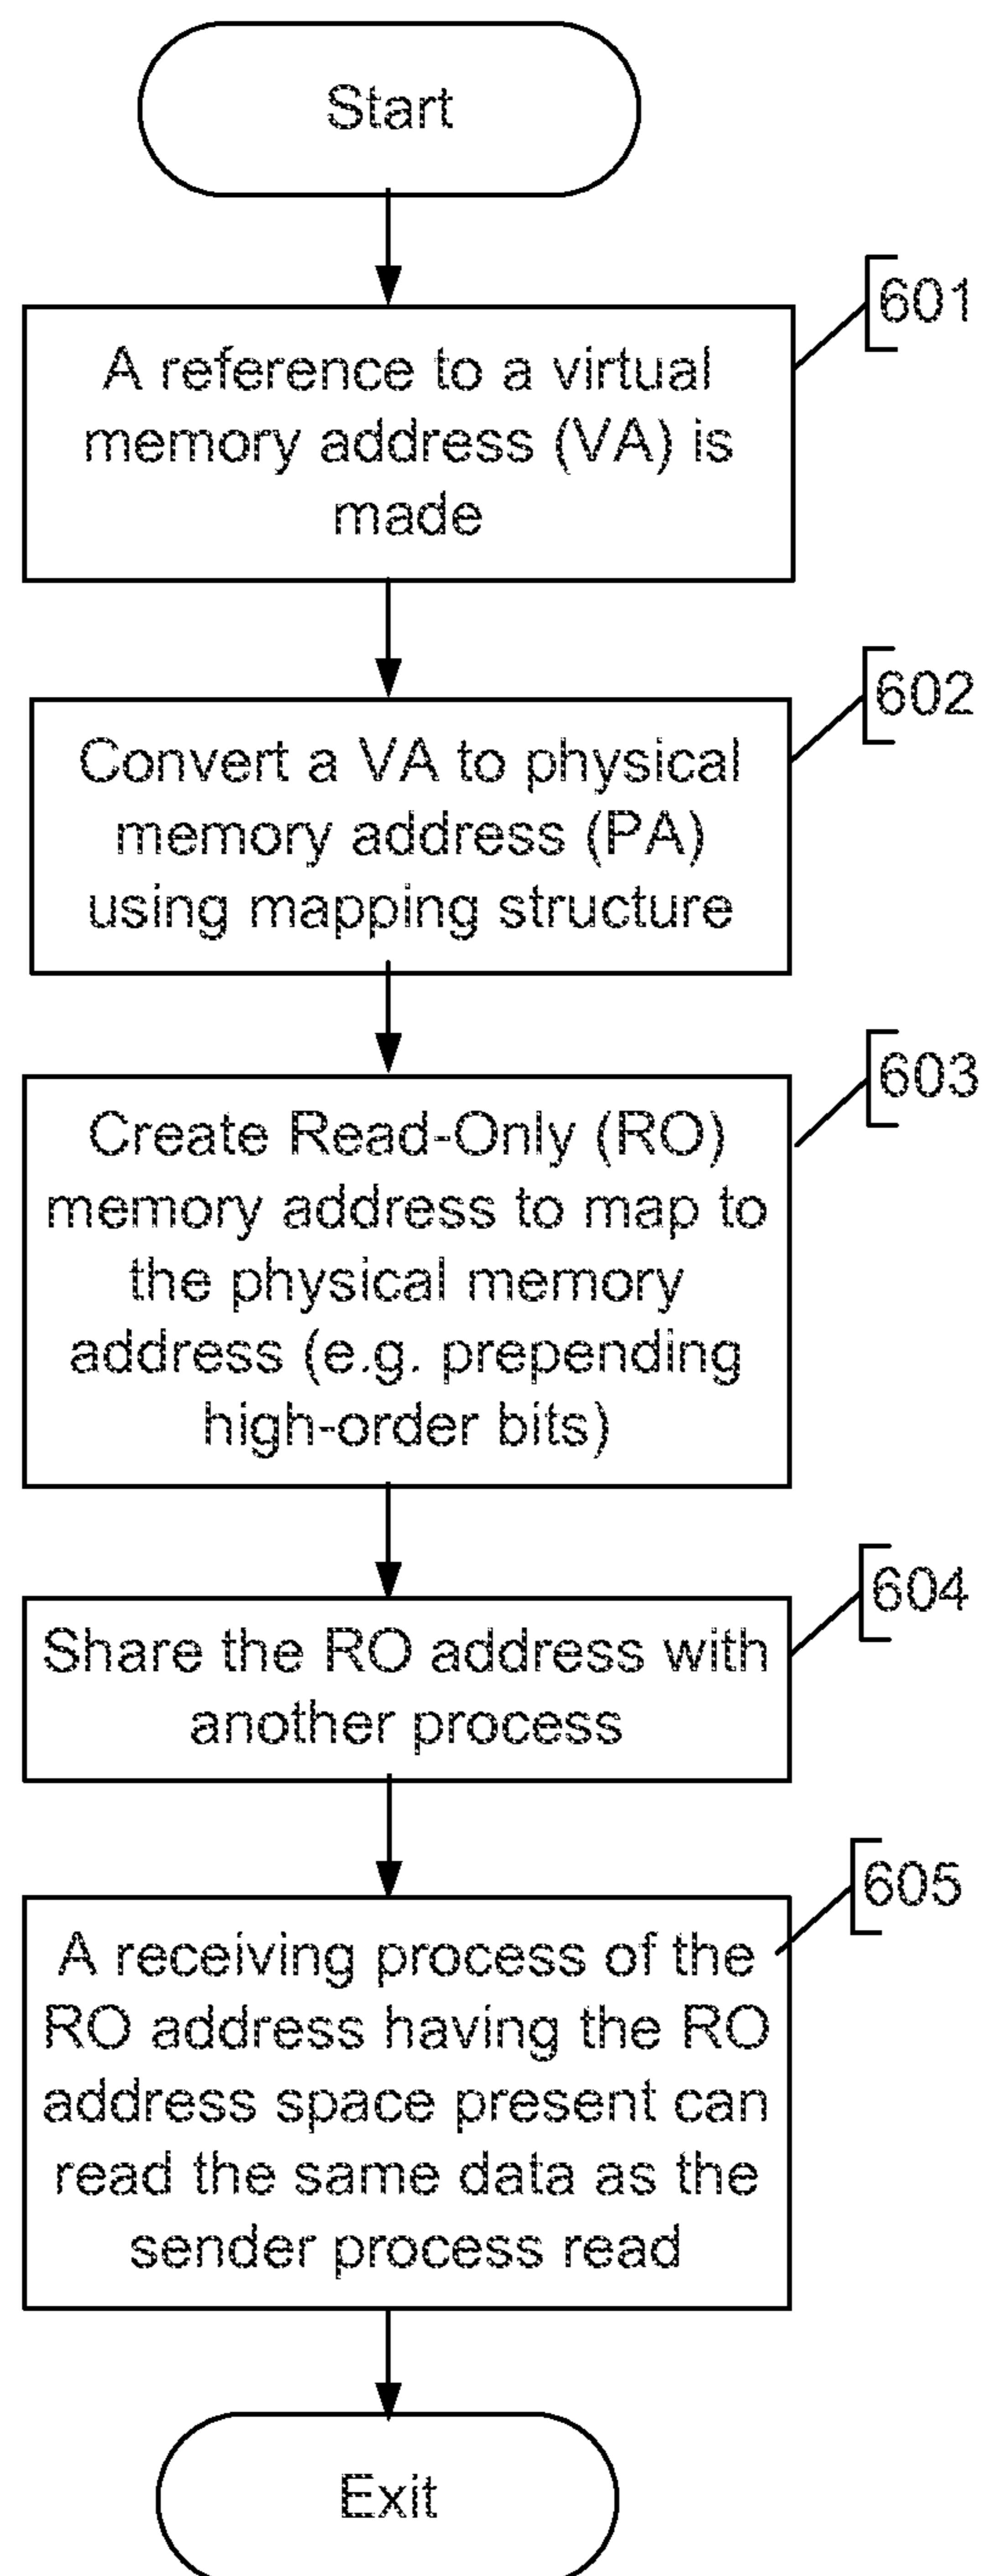 Start
601
A reference to a virtual
memory address (VA) is
made
602
Convert a VA to physical
memory address (PA)
using mapping structure
603
Create Read-Only (RO)
memory address to map to
the physical memory
address (e.g. prepending
high-order bits)
604
Share the RO address with
another process
605
A receiving process of the
RO address having the RO
address space present can
read the same data as the
sender process read
Exit